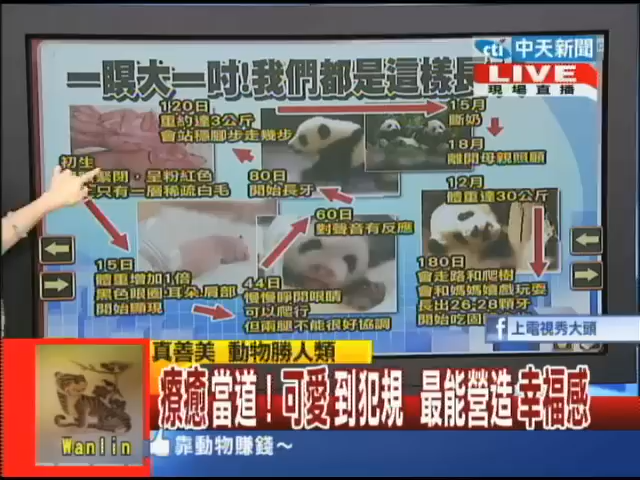 cti 中天新聞
LIVE
現場直播
一暝大一吋!我們都是這樣長
120日
重約達3公斤
會站穩腳步走幾步
15月
斷奶
18月
離開母親照顧
初生
緊閉，呈粉紅色
只有一層稀疏白毛
80日
開始長牙
12月
體重達30公斤
60日
對聲音有反應
15日
體重增加1倍
黑色眼圈.耳朵.肩部
開始顯現
44日
慢慢睜開眼睛
可以爬行
但兩腿不能很好協調
180日
會走路和爬樹
會和媽媽嬉戲玩耍
長出26-28顆牙
開始吃固
f 上電視秀大頭
真善美 動物勝人類
療癒當道！可愛到犯規 最能營造幸福感
Wanlin
靠動物賺錢～